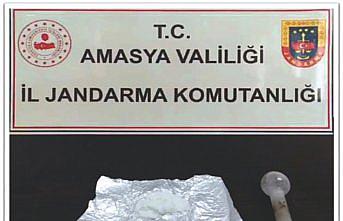 T.C.
AMASYA VALİLİĞİ
İL JANDARMA KOMUTANLIĞI